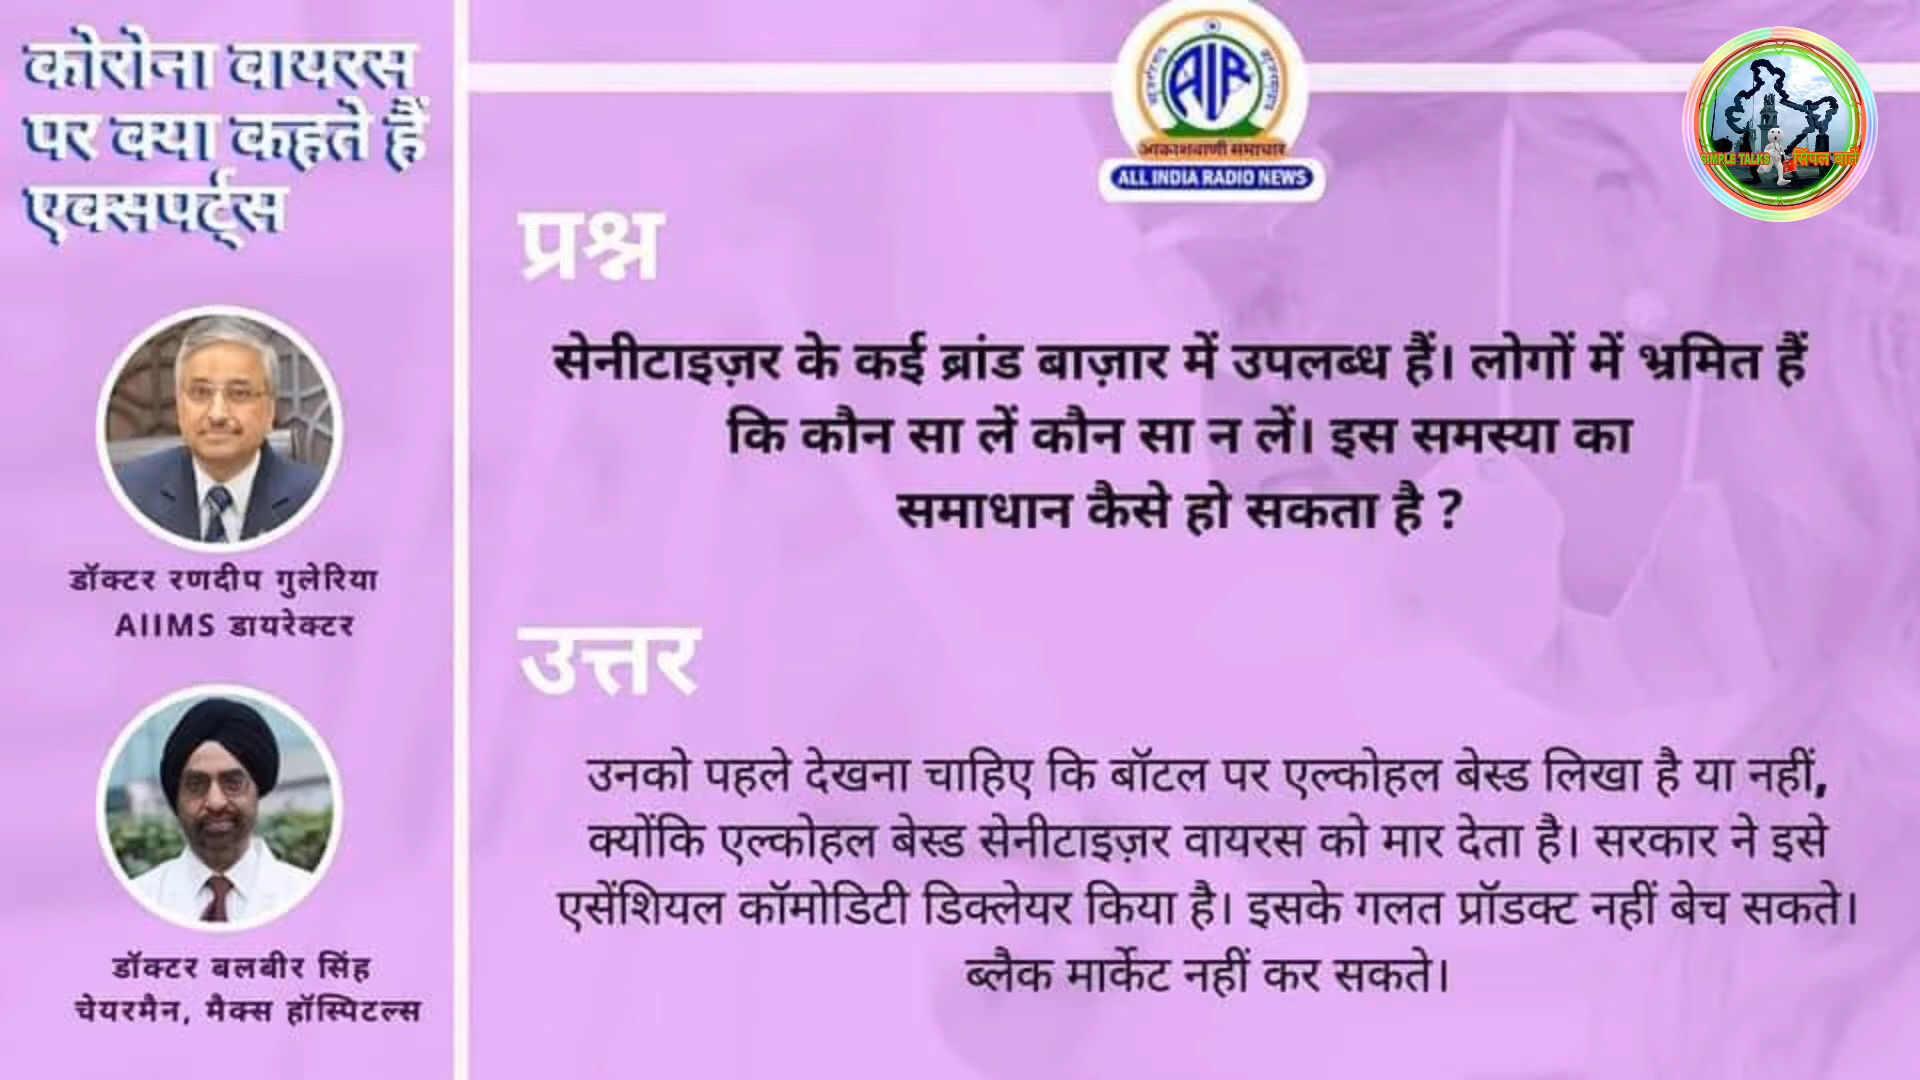 कोरोना वायरस
पर क्या कहते हैं
एक्सपर्ट्स
डॉक्टर रणदीप गुलेरिया
AIIMS डायरेक्टर
डॉक्टर बलबीर सिंह
चेयरमैन, मैक्स हॉस्पिटल्स
AIR
आकाशवाणी समाचार
ALL INDIA RADIO NEWS
SIMPLE TALKS सिंपल बातें
प्रश्न
सेनीटाइज़र के कई ब्रांड बाज़ार में उपलब्ध हैं। लोगों में भ्रमित हैं
कि कौन सा लें कौन सा न लें। इस समस्या का
समाधान कैसे हो सकता है ?
उत्तर
उनको पहले देखना चाहिए कि बॉटल पर एल्कोहल बेस्ड लिखा है या नहीं,
क्योंकि एल्कोहल बेस्ड सेनीटाइज़र वायरस को मार देता है। सरकार ने इसे
एसेंशियल कॉमोडिटी डिक्लेयर किया है। इसके गलत प्रॉडक्ट नहीं बेच सकते।
ब्लैक मार्केट नहीं कर सकते।